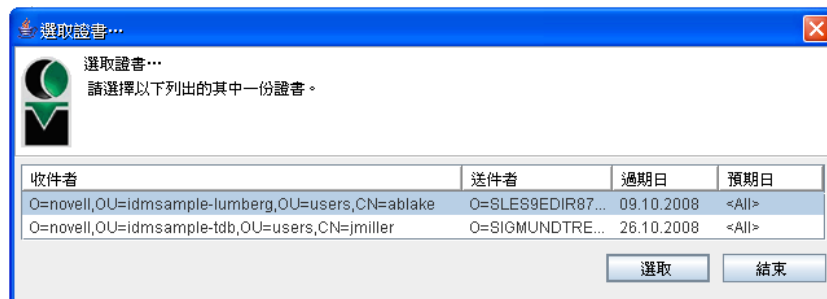 選取證書…
選取證書…
請選擇以下列出的其中一份證書。
收件者 送件者 過期日 預期日
O=novell,OU=idmsample-lumberg,OU=users,CN=ablake O=SLES9EDIR87... 09.10.2008 <All>
O=novell,OU=idmsample-tdb,OU=users,CN=jmiller O=SIGMUNDTRE... 26.10.2008 <All>
選取 結束